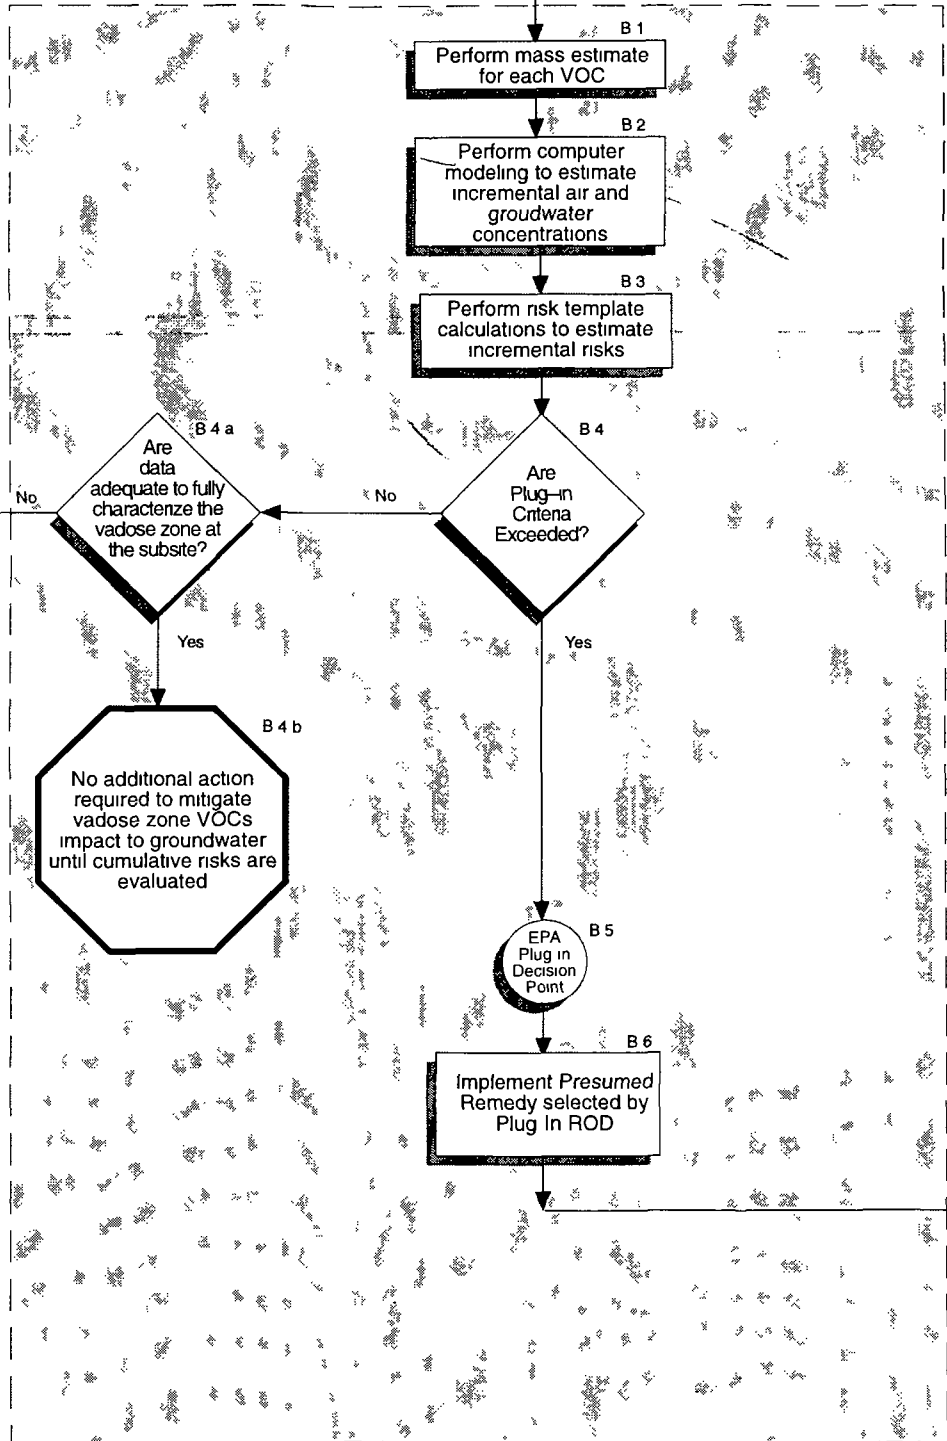 B 1
Perform mass estimate
for each VOC
B 2
Perform computer
modeling to estimate
incremental air and
groudwater
concentrations
B 3
Perform risk template
calculations to estimate
incremental risks
B 4 a
Are
data
adequate to fully
characterize the
vadose zone at
the subsite?
No
No
B 4
Are
Plug-in
Criteria
Exceeded?
Yes
Yes
B 4 b
No additional action
required to mitigate
vadose zone VOCs
impact to groundwater
until cumulative risks are
evaluated
B 5
EPA
Plug in
Decision
Point
B 6
Implement Presumed
Remedy selected by
Plug In ROD